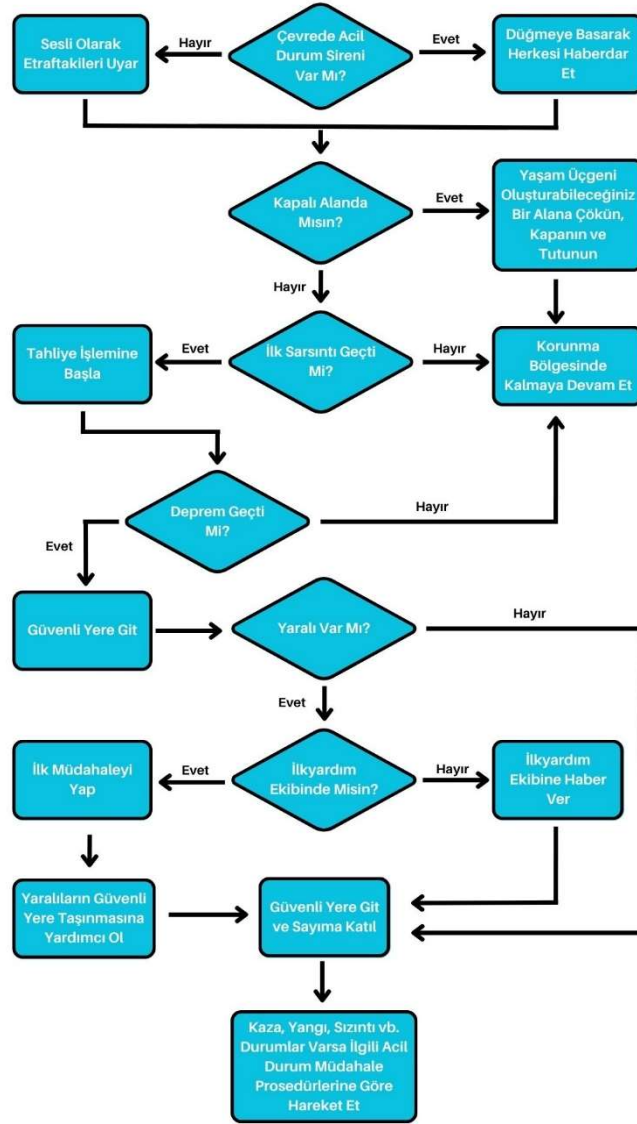 Sesli Olarak
Etraftakileri Uyar
Hayır
Çevrede Acil
Durum Sireni
Var Mı?
Evet
Düğmeye Basarak
Herkesi Haberdar
Et
Kapalı Alanda
Mısın?
Evet
Yaşam Üçgeni
Oluşturabileceğiniz
Bir Alana Çökün,
Kapanın ve
Tutunun
Hayır
Tahliye İşlemine
Başla
Evet
İlk Sarsıntı Geçti
Mi?
Hayır
Korunma
Bölgesinde
Kalmaya Devam Et
Deprem Geçti
Mi?
Hayır
Evet
Güvenli Yere Git
Yaralı Var Mı?
Hayır
Evet
İlk Müdahaleyi
Yap
Evet
İlkyardım
Ekibinde Misin?
Hayır
İlkyardım
Ekibine Haber
Ver
Yaralıların Güvenli
Yere Taşınmasına
Yardımcı Ol
Güvenli Yere Git
ve Sayıma Katıl
Kaza, Yangı, Sızıntı vb.
Durumlar Varsa İlgili Acil
Durum Müdahale
Prosedürlerine Göre
Hareket Et